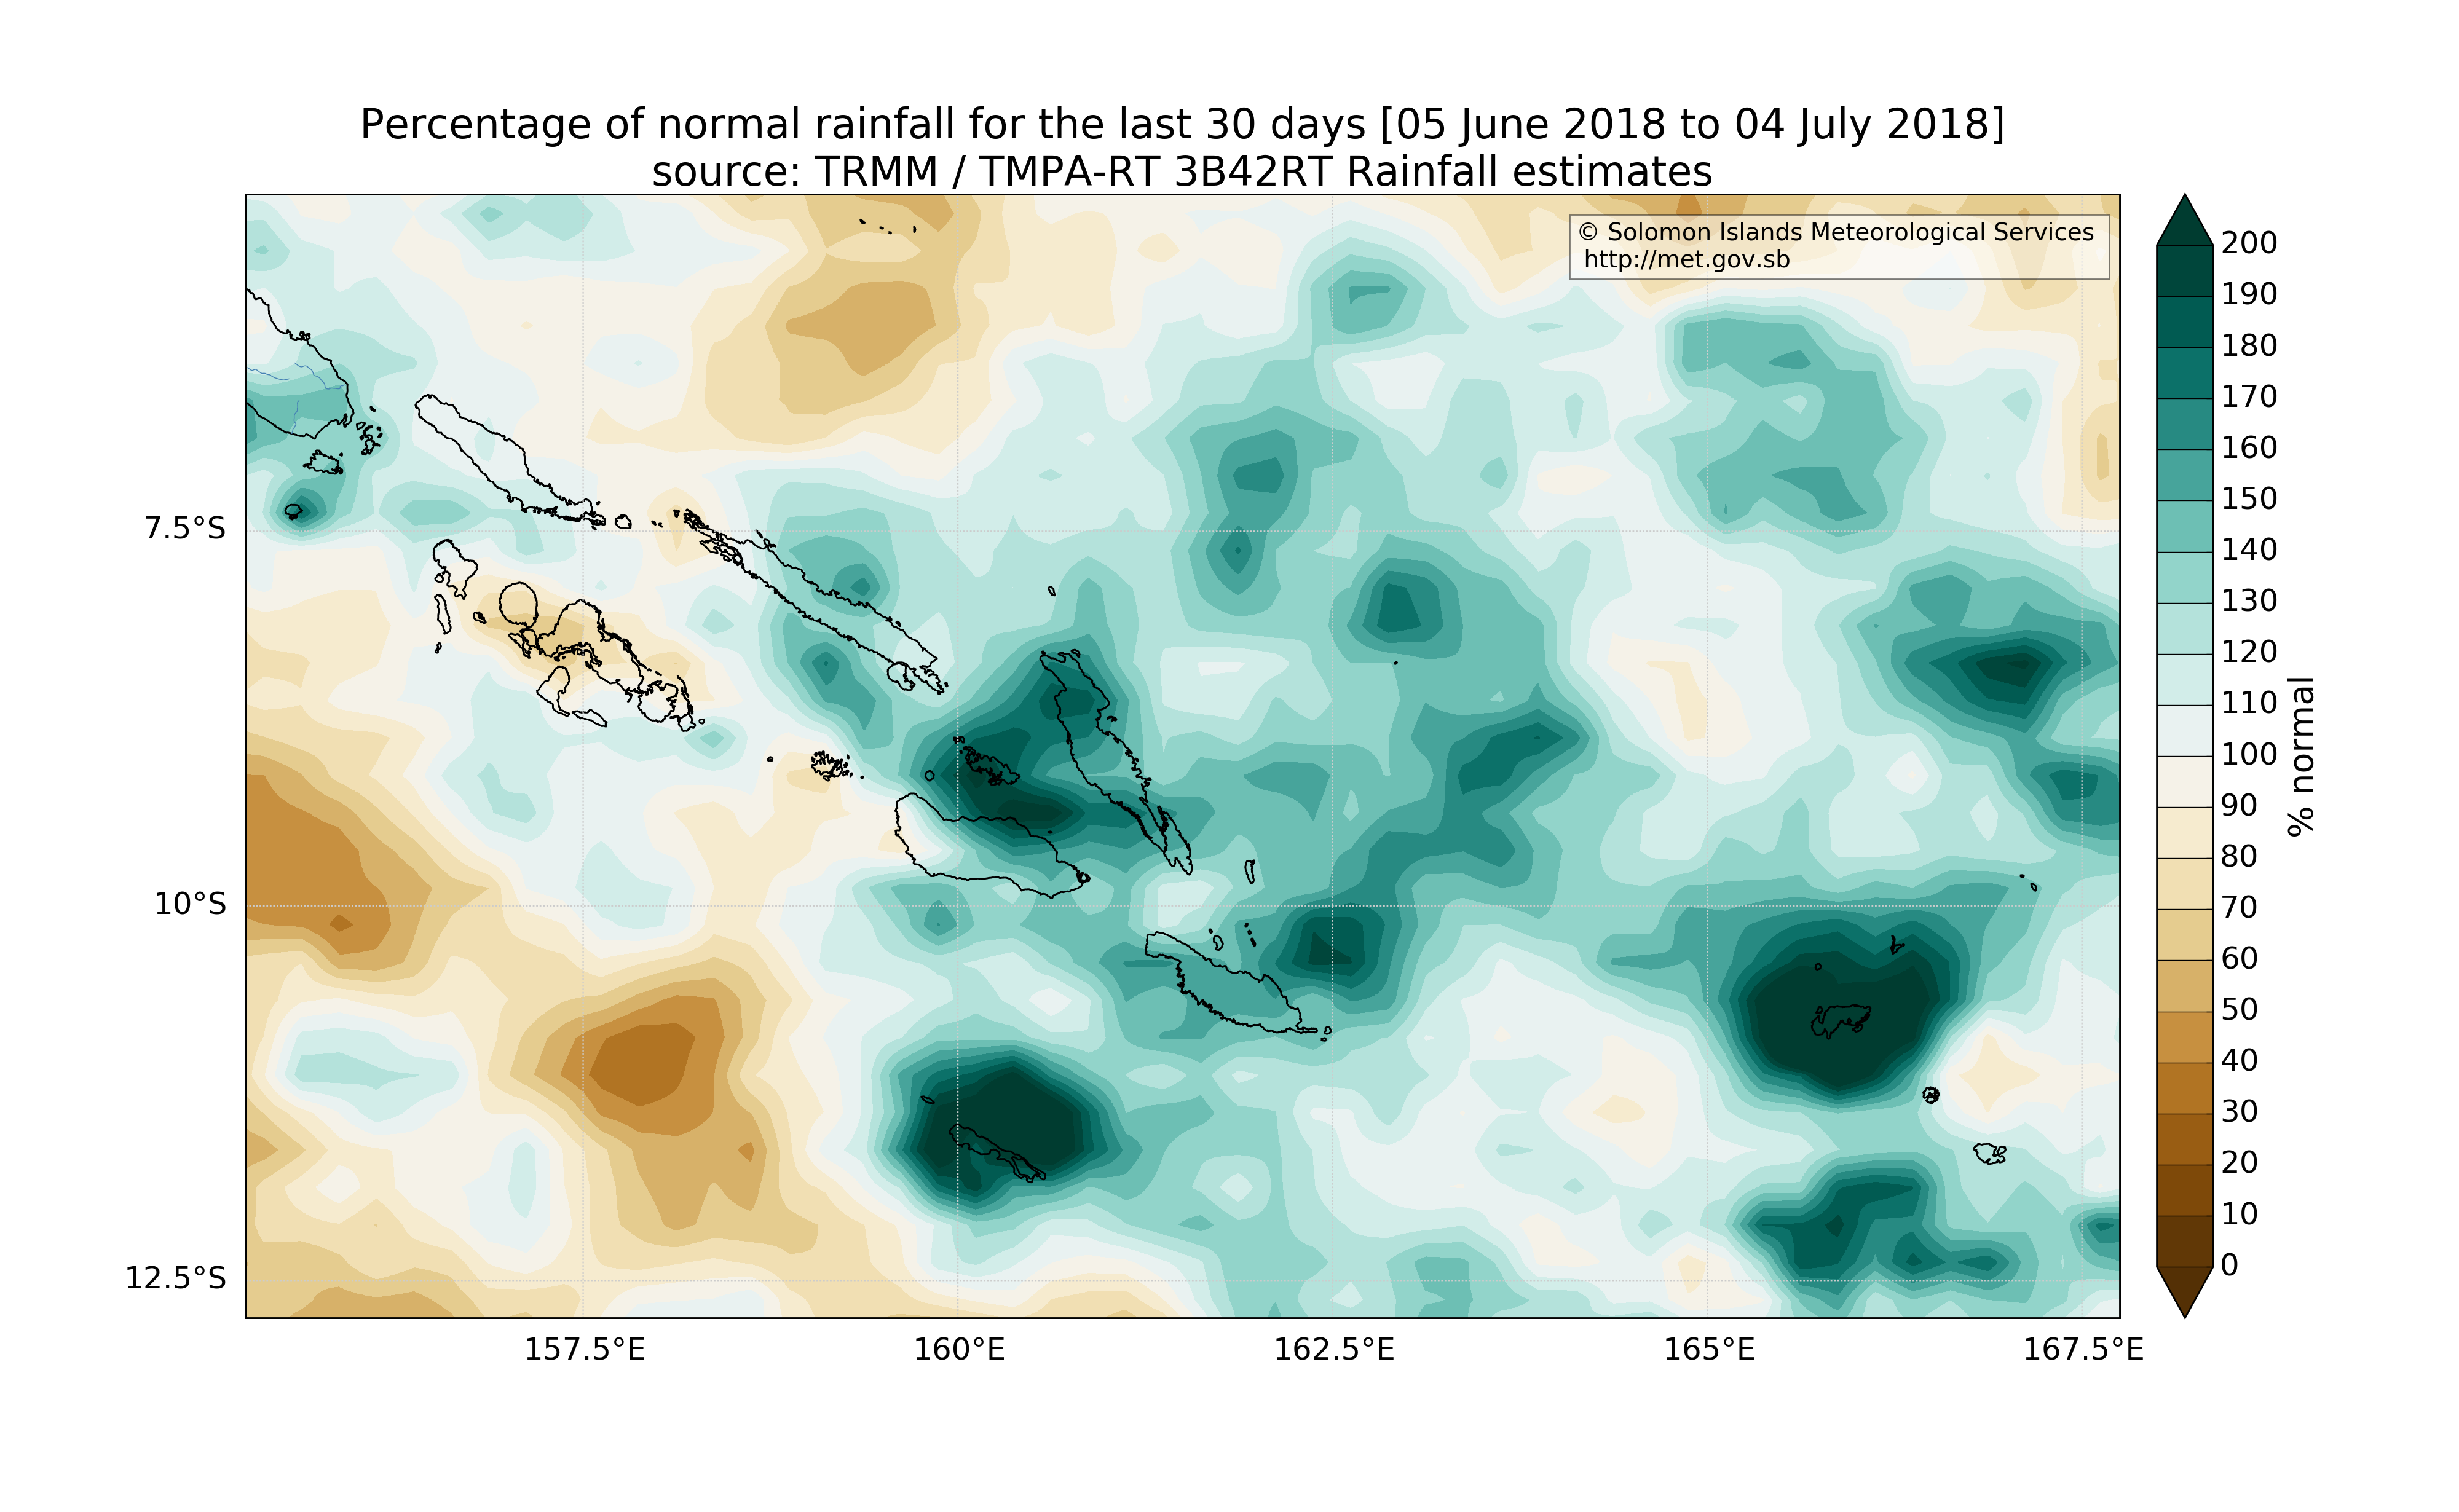 Percentage of normal rainfall for the last 30 days [05 June 2018 to 04 July 2018]
source: TRMM / TMPA-RT 3B42RT Rainfall estimates
© Solomon Islands Meteorological Services
http://met.gov.sb
7.5°S
10°S
12.5°S
157.5°E
160°E
162.5°E
165°E
167.5°E
200
190
180
170
160
150
140
130
120
110
100
90
80
70
60
50
40
30
20
10
0
% normal